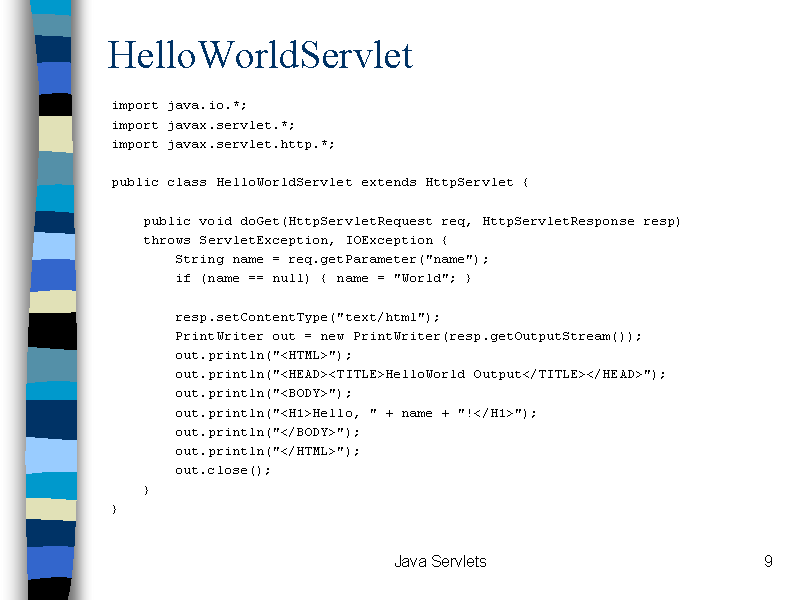 HelloWorldServlet
import java.io.*;
import javax.servlet.*;
import javax.servlet.http.*;
public class HelloWorldServlet extends HttpServlet {
public void doGet(HttpServletRequest req, HttpServletResponse resp)
throws ServletException, IOException {
String name = req.getParameter("name");
if (name == null) { name = "World"; }
resp.setContentType("text/html");
PrintWriter out = new PrintWriter(resp.getOutputStream());
out.println("<HTML>");
out.println("<HEAD><TITLE>HelloWorld Output</TITLE></HEAD>");
out.println("<BODY>");
out.println("<H1>Hello, " + name + "!</H1>");
out.println("</BODY>");
out.println("</HTML>");
out.close();
}
}
Java Servlets
9